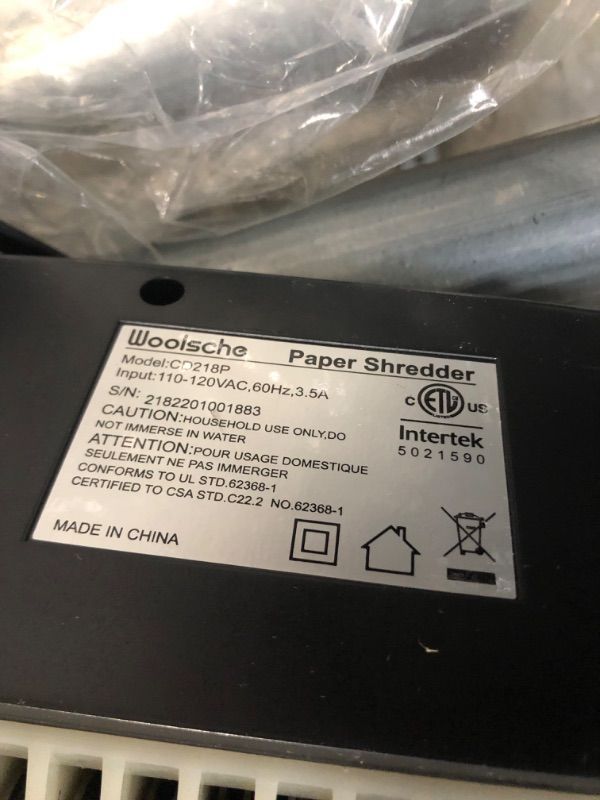 Woolsche Paper Shredder
Model:CD218P
Input:110-120VAC,60Hz,3.5A
S/N: 2182201001883
CAUTION:HOUSEHOLD USE ONLY,DO
NOT IMMERSE IN WATER
ATTENTION:POUR USAGE DOMESTIQUE
SEULEMENT NE PAS IMMERGER
CONFORMS TO UL STD.62368-1
CERTIFIED TO CSA STD.C22.2 NO.62368-1
MADE IN CHINA
C ETL US
Intertek
5021590